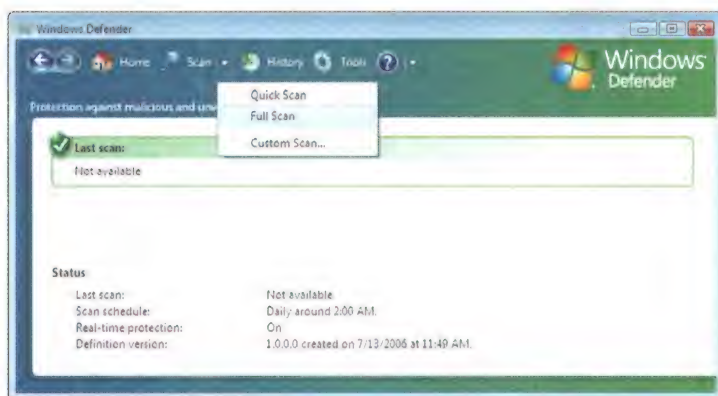 Windows Defender
Home Scan History Tools ?
Windows
Defender
Protection against malicious and unw
Quick Scan
Full Scan
Custom Scan...
Last scan:
Not available
Status
Last scan: Not available
Scan schedule: Daily around 2:00 AM.
Real-time protection: On
Definition version: 1.0.0.0 created on 7/13/2006 at 11:49 AM.